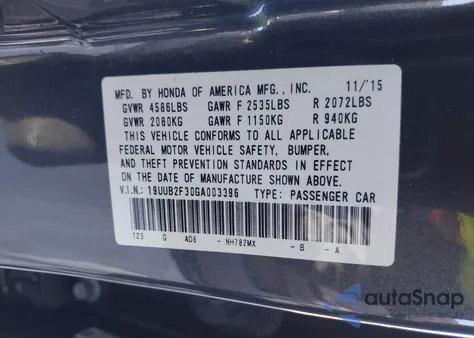 MFD. BY HONDA OF AMERICA MFG., INC. 11/'15
GVWR 4586LBS GAWR F 2535LBS R 2072LBS
GVWR 2080KG GAWR F 1150KG R 940KG
THIS VEHICLE CONFORMS TO ALL APPLICABLE
FEDERAL MOTOR VEHICLE SAFETY, BUMPER,
AND THEFT PREVENTION STANDARDS IN EFFECT
ON THE DATE OF MANUFACTURE SHOWN ABOVE.
V.I.N.: 19UUB2F30GA003396 TYPE: PASSENGER CAR
TZ3 G AD5 - NH782MX - B - A
autoSnap